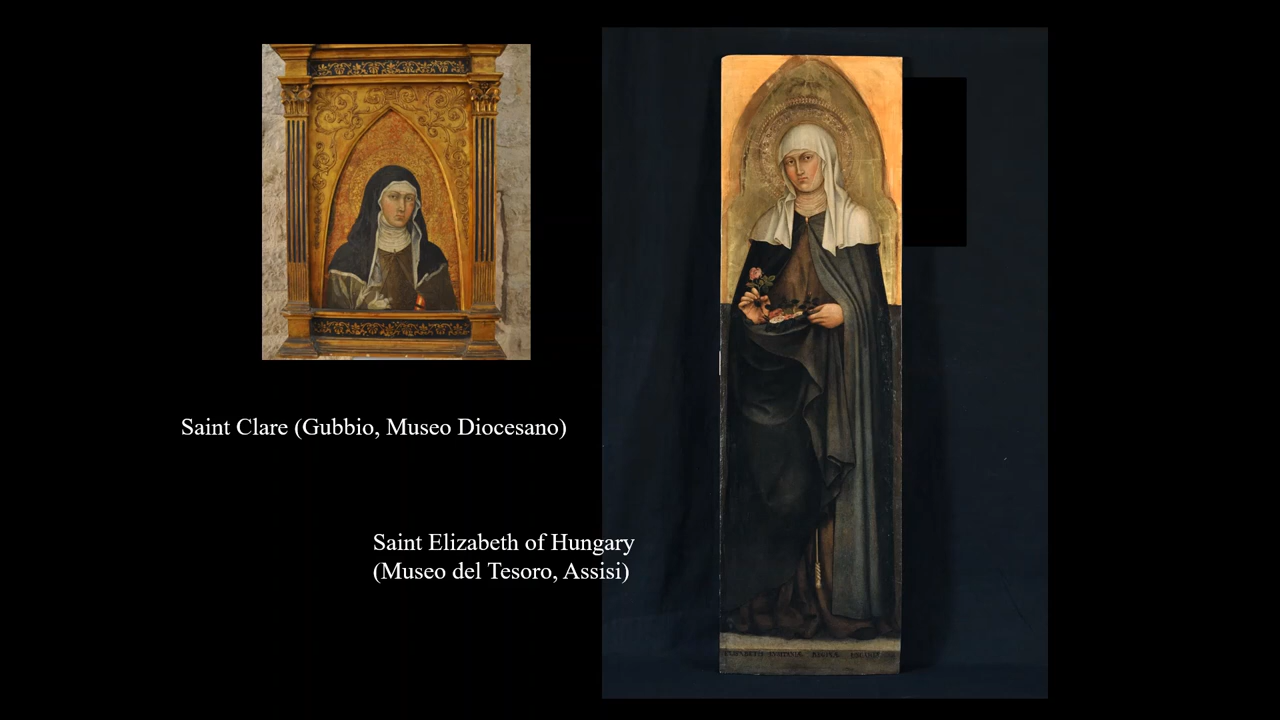 Saint Clare (Gubbio, Museo Diocesano)
Saint Elizabeth of Hungary
(Museo del Tesoro, Assisi)